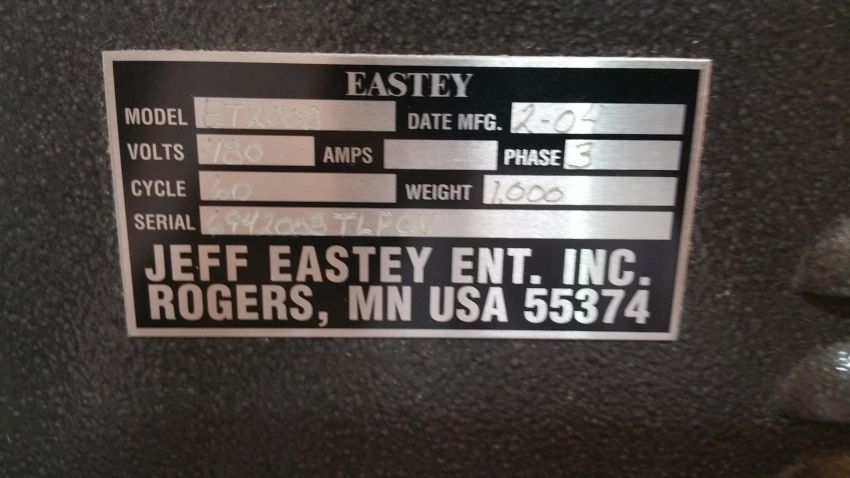 EASTEY
MODEL ET2008 DATE MFG. 2-04
VOLTS 480 AMPS PHASE 3
CYCLE 60 WEIGHT 1,000
SERIAL
JEFF EASTEY ENT. INC.
ROGERS, MN USA 55374